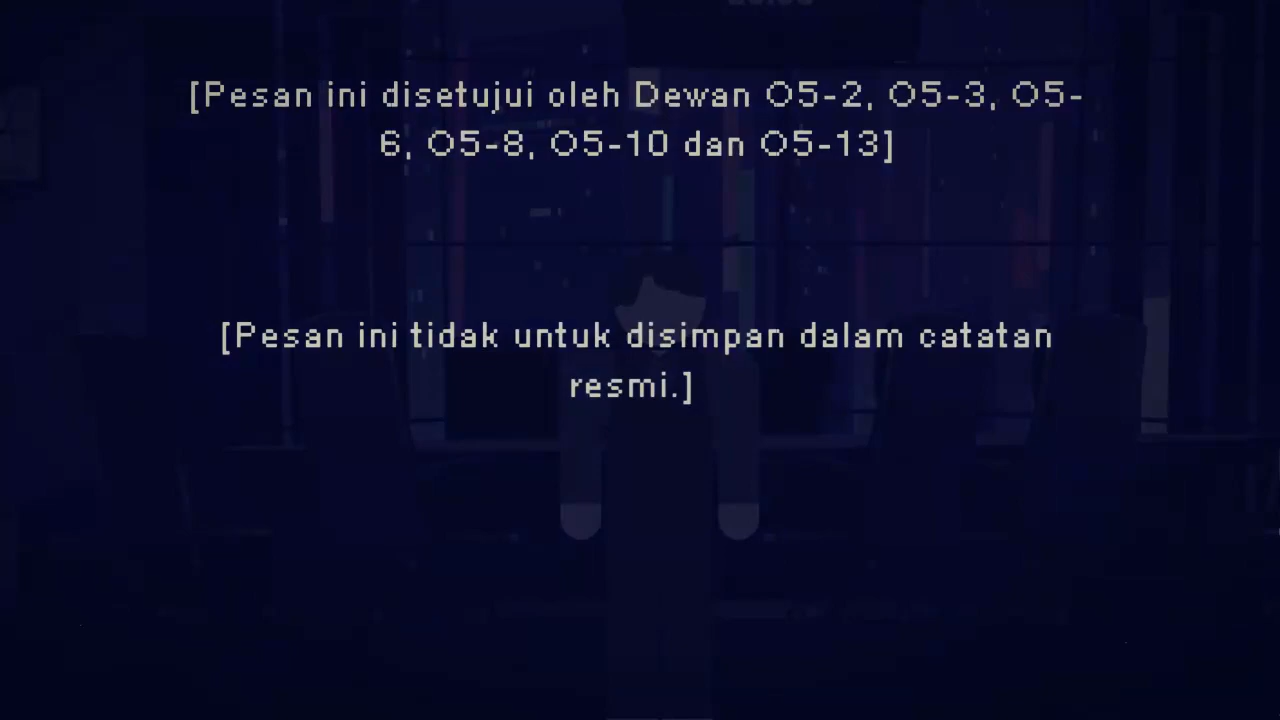 [Pesan ini disetujui oleh Dewan O5-2, O5-3, O5-
6, O5-8, O5-10 dan O5-13]
[Pesan ini tidak untuk disimpan dalam catatan
resmi.]